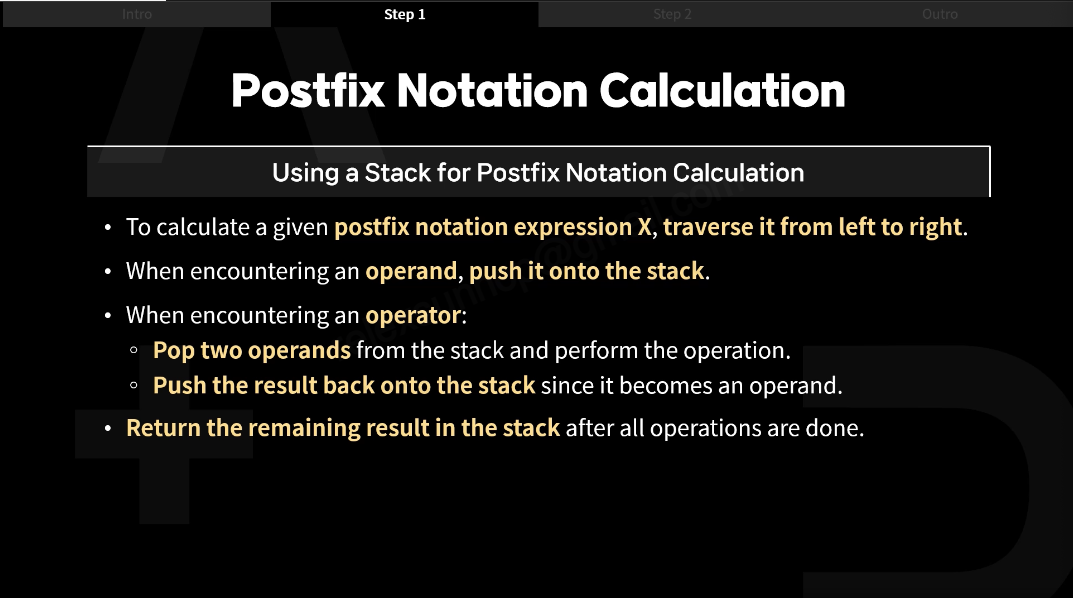 Intro
Step 1
Step 2
Outro
Postfix Notation Calculation
Using a Stack for Postfix Notation Calculation
• To calculate a given postfix notation expression X, traverse it from left to right.
• When encountering an operand, push it onto the stack.
• When encountering an operator:
◦ Pop two operands from the stack and perform the operation.
◦ Push the result back onto the stack since it becomes an operand.
• Return the remaining result in the stack after all operations are done.